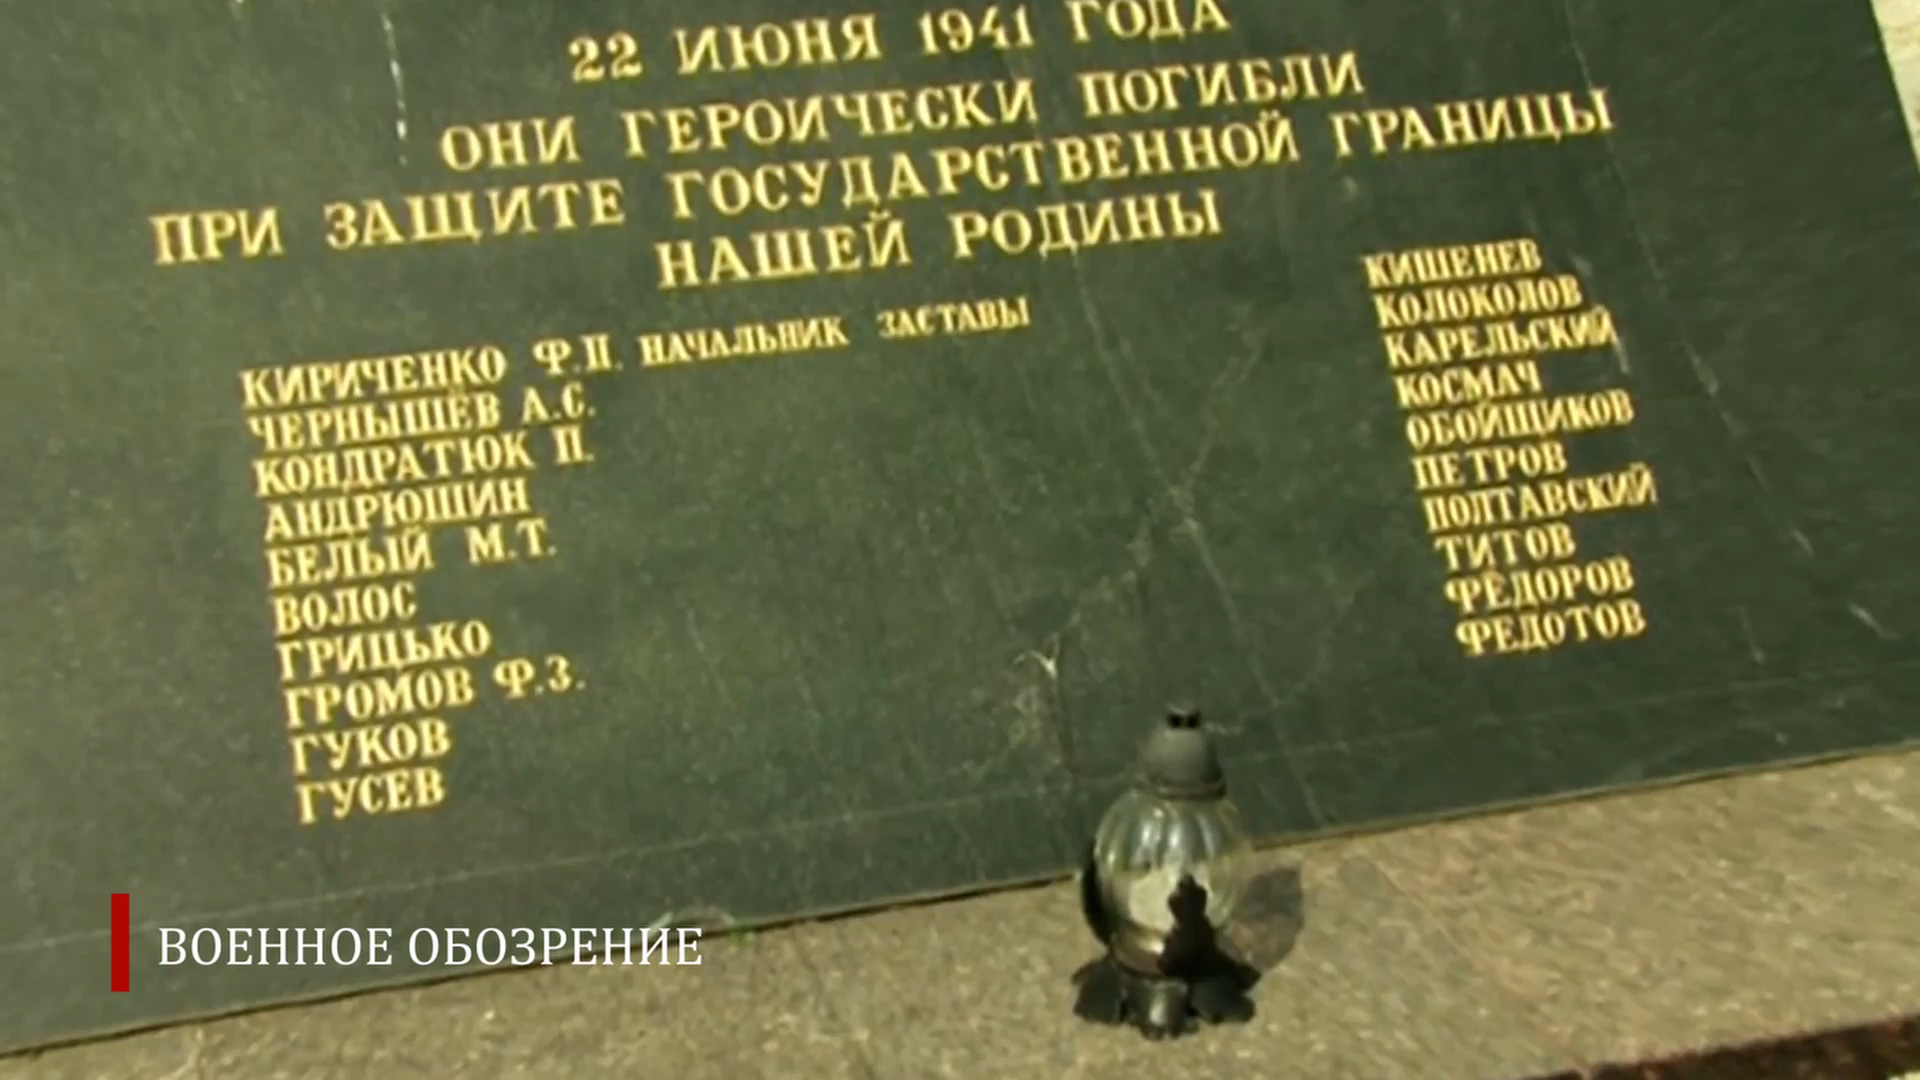 22 ИЮНЯ 1941 ГОДА
ОНИ ГЕРОИЧЕСКИ ПОГИБЛИ
ПРИ ЗАЩИТЕ ГОСУДАРСТВЕННОЙ ГРАНИЦЫ
НАШЕЙ РОДИНЫ
КИРИЧЕНКО Ф.П. НАЧАЛЬНИК ЗАСТАВЫ
ЧЕРНЫШЁВ А.С.
КОНДРАТЮК П.
АНДРЮШИН
БЕЛЫЙ М.Т.
ВОЛОС
ГРИЦЬКО
ГРОМОВ Ф.З.
ГУКОВ
ГУСЕВ
КИШЕНЕВ
КОЛОКОЛОВ
КАРЕЛЬСКИЙ
КОСМАЧ
ОБОЙЩИКОВ
ПЕТРОВ
ПОЛТАВСКИЙ
ТИТОВ
ФЁДОРОВ
ФЕДОТОВ
ВОЕННОЕ ОБОЗРЕНИЕ